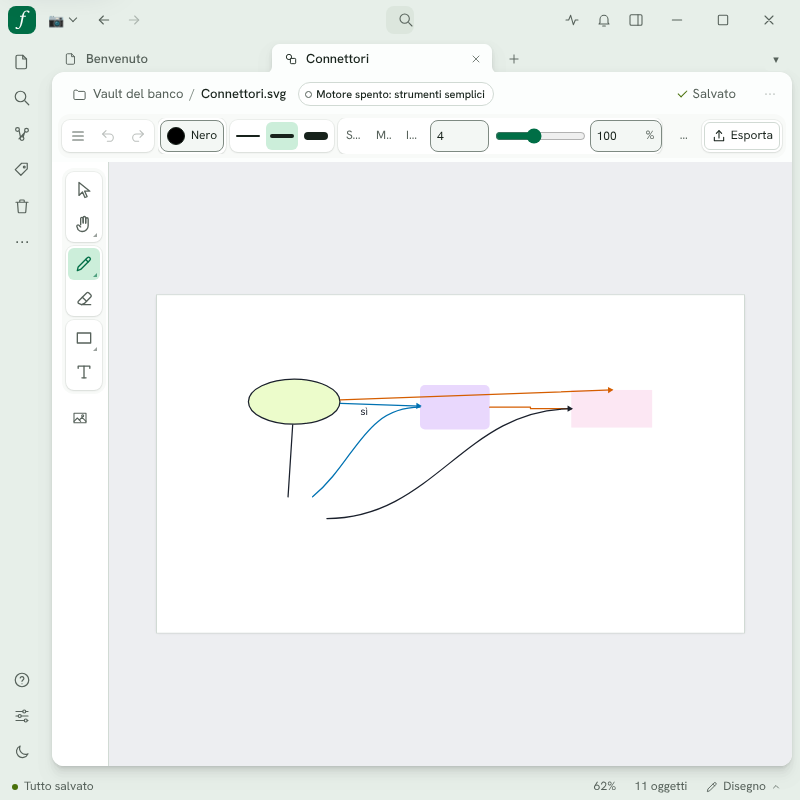 Benvenuto
Connettori
Vault del banco / Connettori.svg
Motore spento: strumenti semplici
Salvato
Nero
S...
M..
I...
4
100 %
Esporta
sì
Tutto salvato
62%
11 oggetti
Disegno